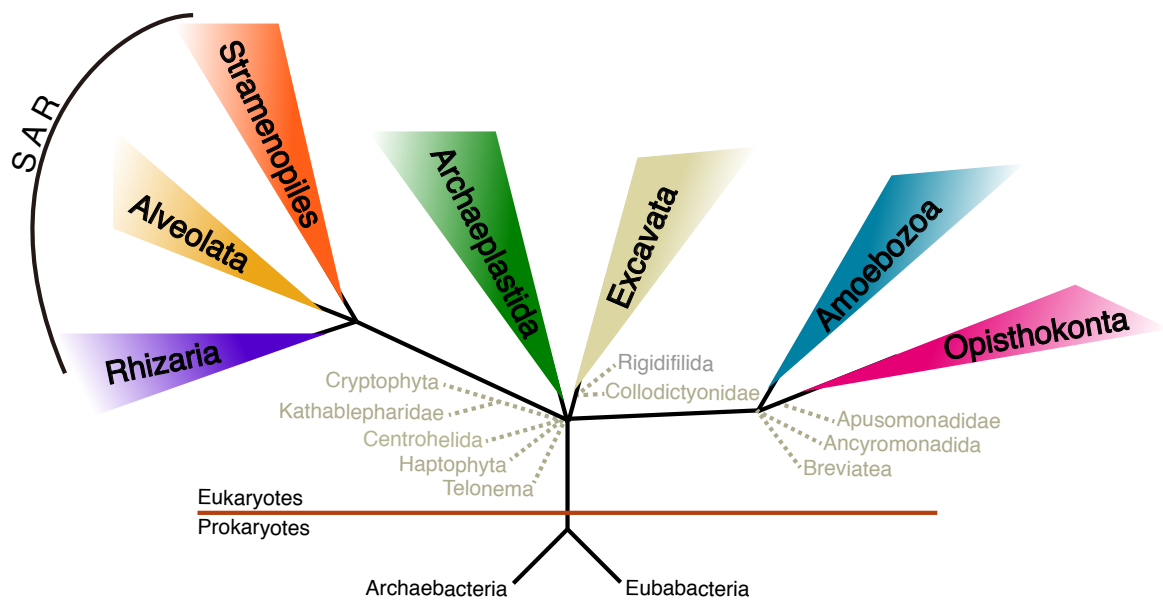 SAR
Stramenopiles
Alveolata
Rhizaria
Archaeplastida
Excavata
Amoebozoa
Opisthokonta
Rigidifilida
Collodictyonidae
Cryptophyta
Kathablepharidae
Centrohelida
Haptophyta
Telonema
Apusomonadidae
Ancyromonadida
Breviatea
Eukaryotes
Prokaryotes
Archaebacteria
Eubabacteria